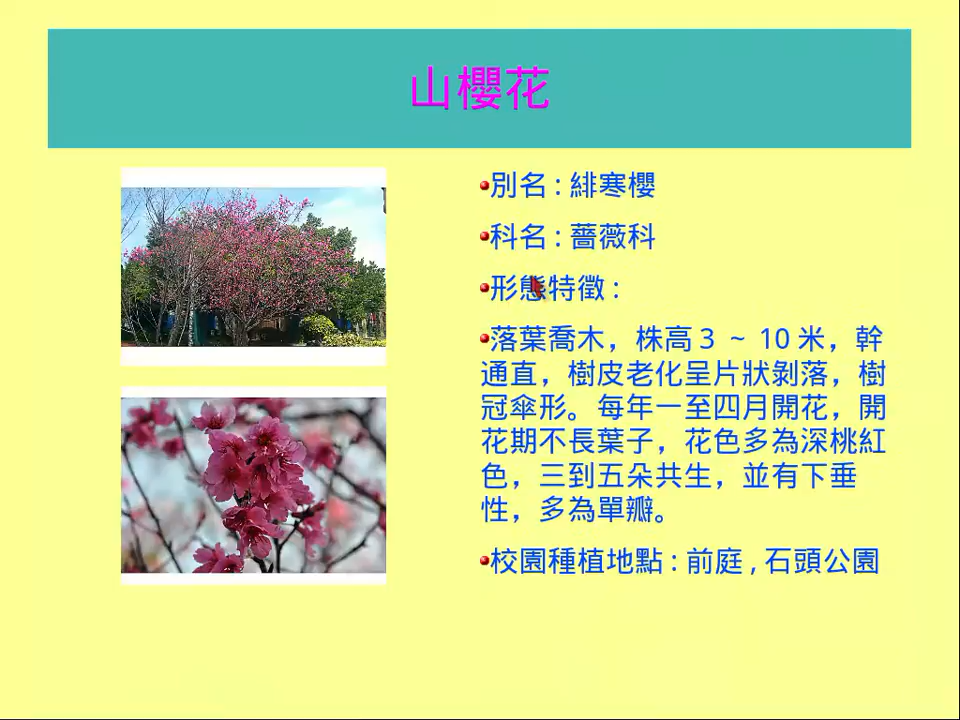 山櫻花
別名：緋寒櫻
科名：薔薇科
形態特徵：
落葉喬木，株高 3 ～ 10 米，幹
通直，樹皮老化呈片狀剝落，樹
冠傘形。每年一至四月開花，開
花期不長葉子，花色多為深桃紅
色，三到五朵共生，並有下垂
性，多為單瓣。
校園種植地點：前庭 , 石頭公園